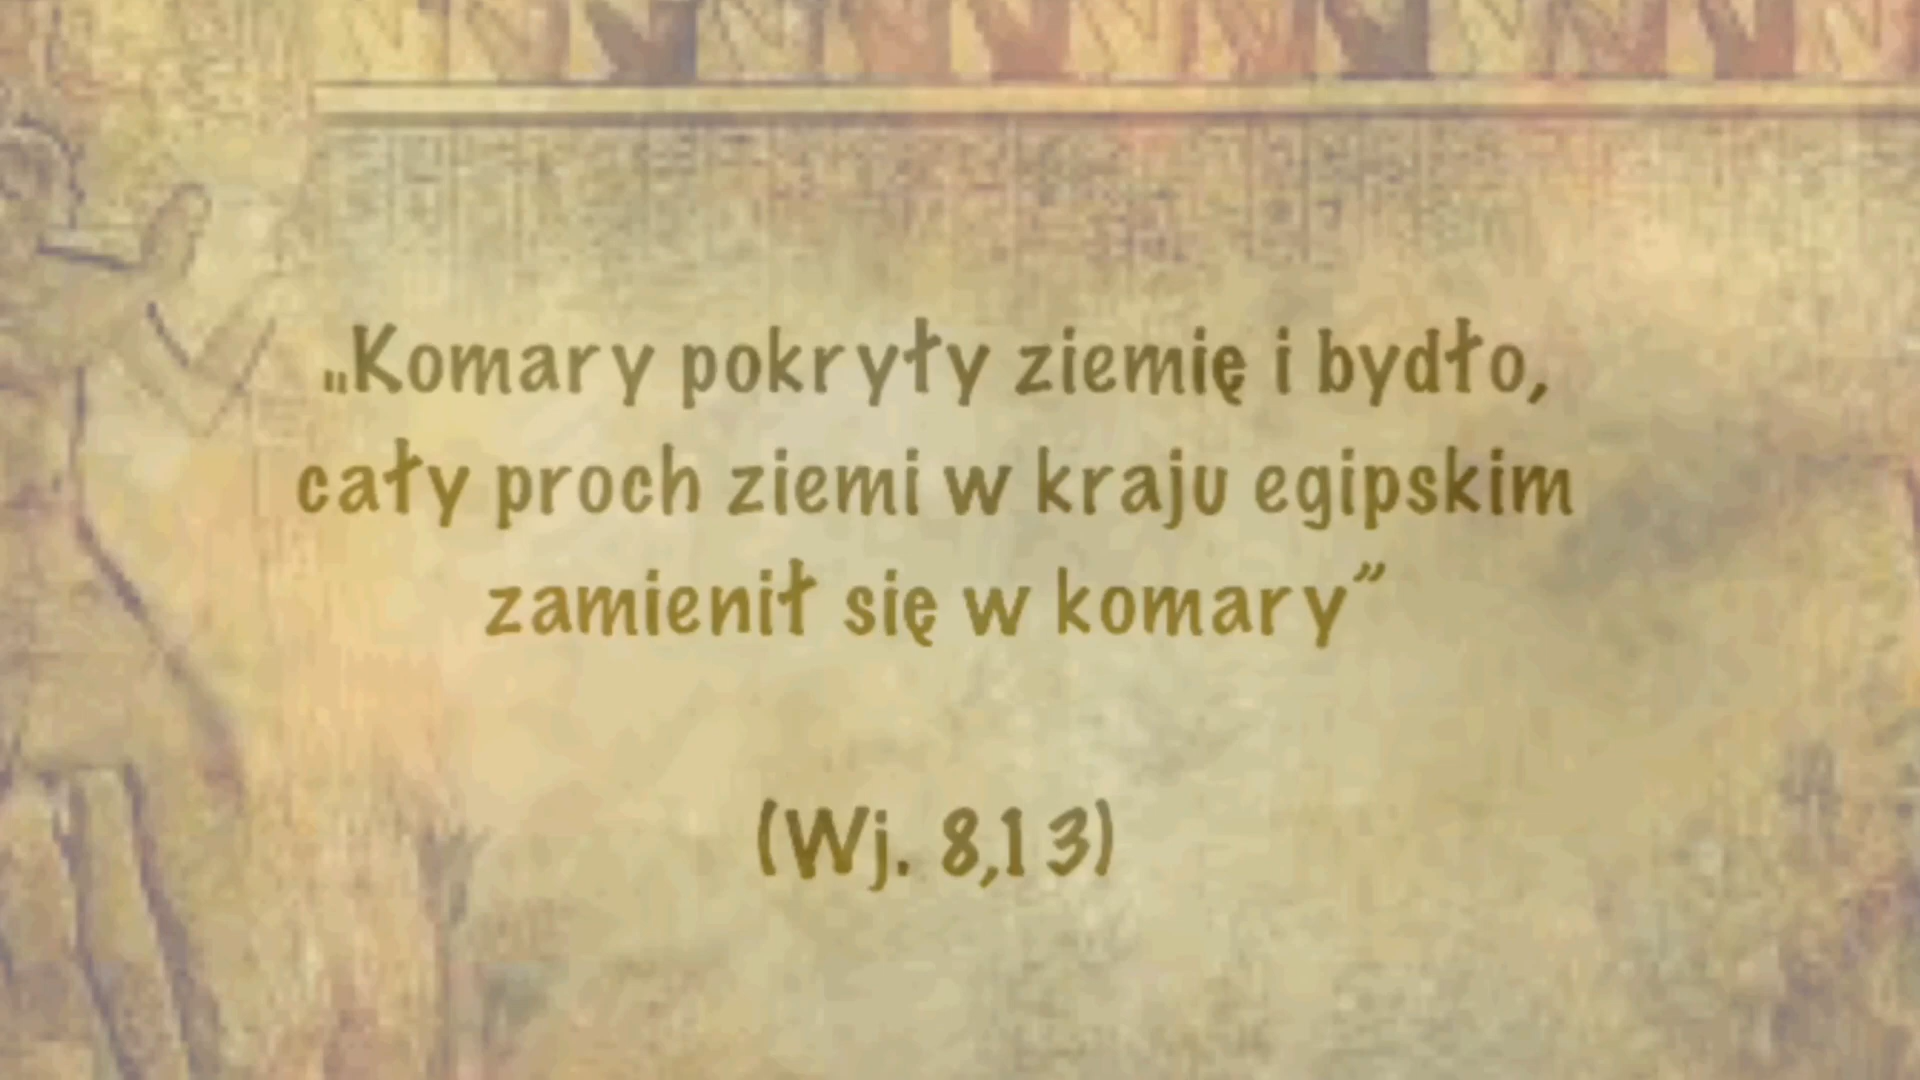 „Komary pokryły ziemię i bydło,
cały proch ziemi w kraju egipskim
zamienił się w komary”
(Wj. 8,13)